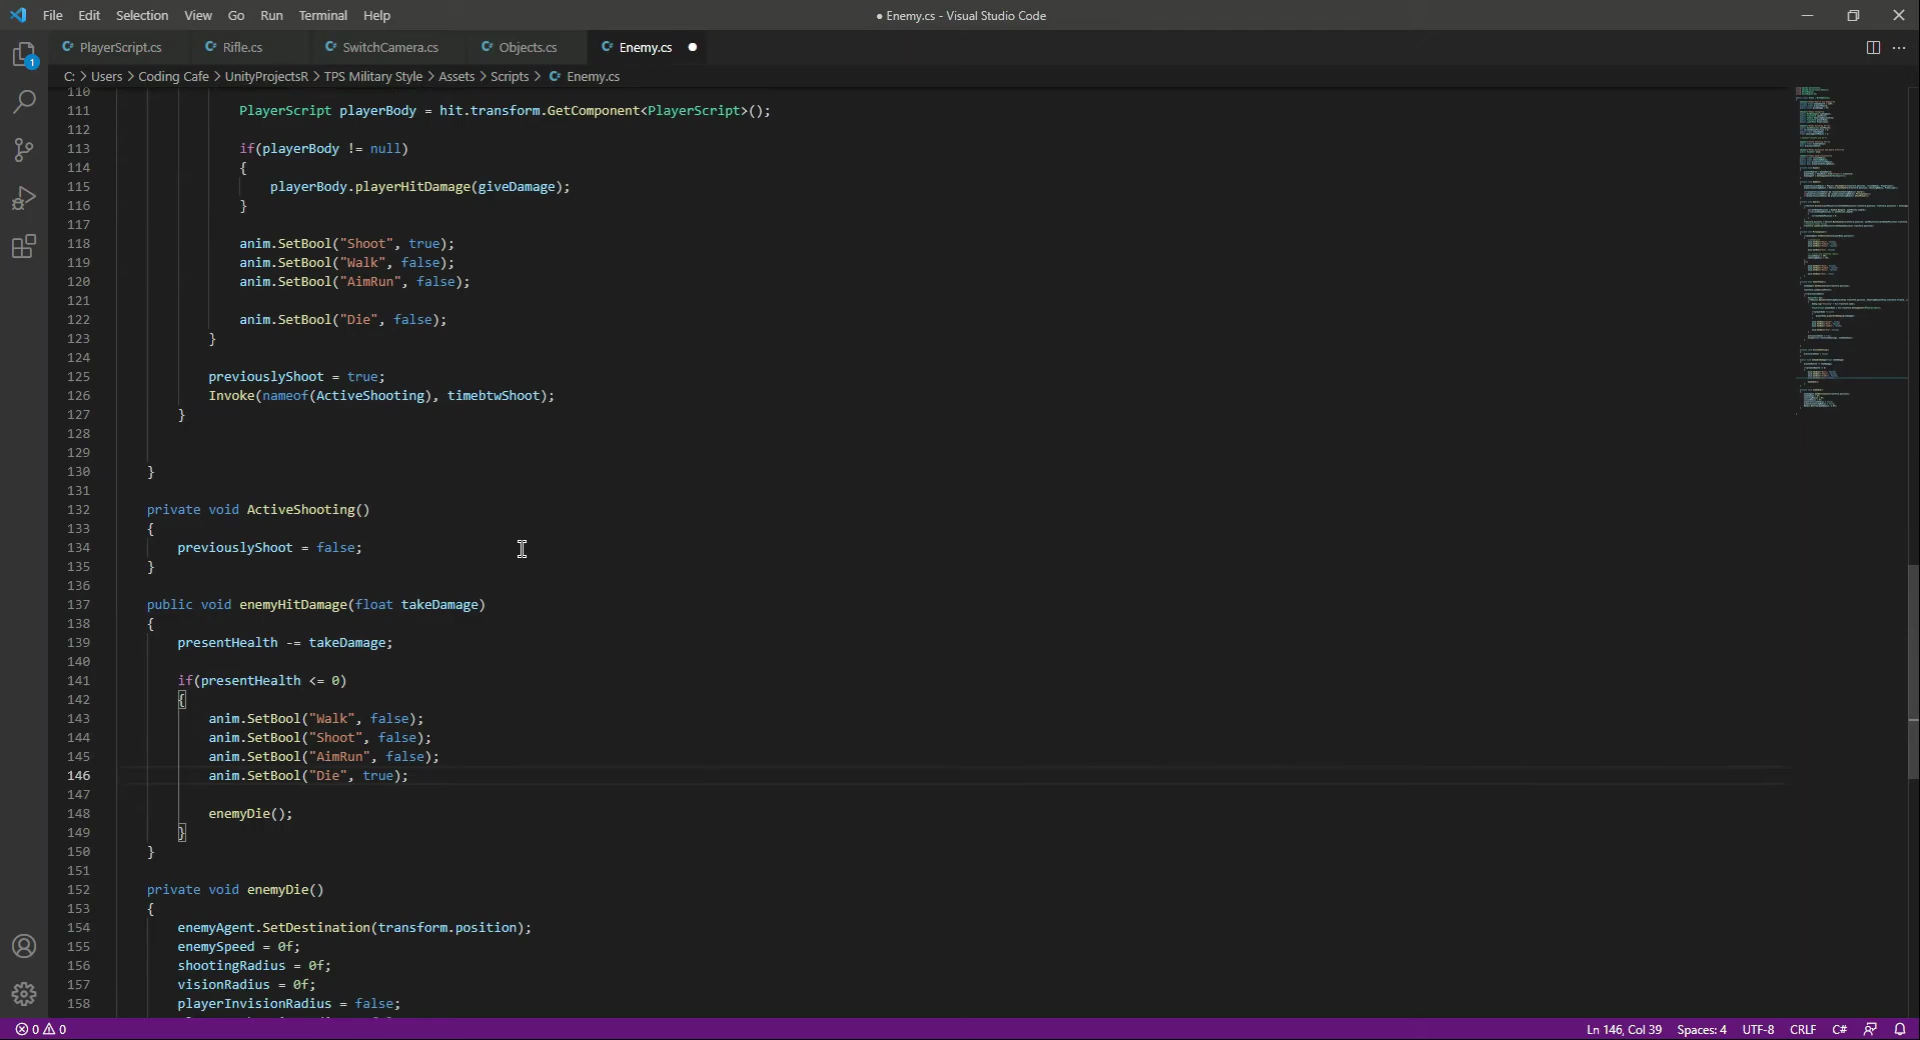 File Edit Selection View Go Run Terminal Help
● Enemy.cs - Visual Studio Code
PlayerScript.cs
Rifle.cs
SwitchCamera.cs
Objects.cs
Enemy.cs
C: > Users > Coding Cafe > UnityProjectsR > TPS Military Style > Assets > Scripts > Enemy.cs
110
111 PlayerScript playerBody = hit.transform.GetComponent<PlayerScript>();
112
113 if(playerBody != null)
114 {
115 playerBody.playerHitDamage(giveDamage);
116 }
117
118 anim.SetBool("Shoot", true);
119 anim.SetBool("Walk", false);
120 anim.SetBool("AimRun", false);
121
122 anim.SetBool("Die", false);
123 }
124
125 previouslyShoot = true;
126 Invoke(nameof(ActiveShooting), timebtwShoot);
127 }
128
129
130 }
131
132 private void ActiveShooting()
133 {
134 previouslyShoot = false;
135 }
136
137 public void enemyHitDamage(float takeDamage)
138 {
139 presentHealth -= takeDamage;
140
141 if(presentHealth <= 0)
142 {
143 anim.SetBool("Walk", false);
144 anim.SetBool("Shoot", false);
145 anim.SetBool("AimRun", false);
146 anim.SetBool("Die", true);
147
148 enemyDie();
149 }
150 }
151
152 private void enemyDie()
153 {
154 enemyAgent.SetDestination(transform.position);
155 enemySpeed = 0f;
156 shootingRadius = 0f;
157 visionRadius = 0f;
158 playerInvisionRadius = false;
1
0 0
Ln 146, Col 39 Spaces: 4 UTF-8 CRLF C#